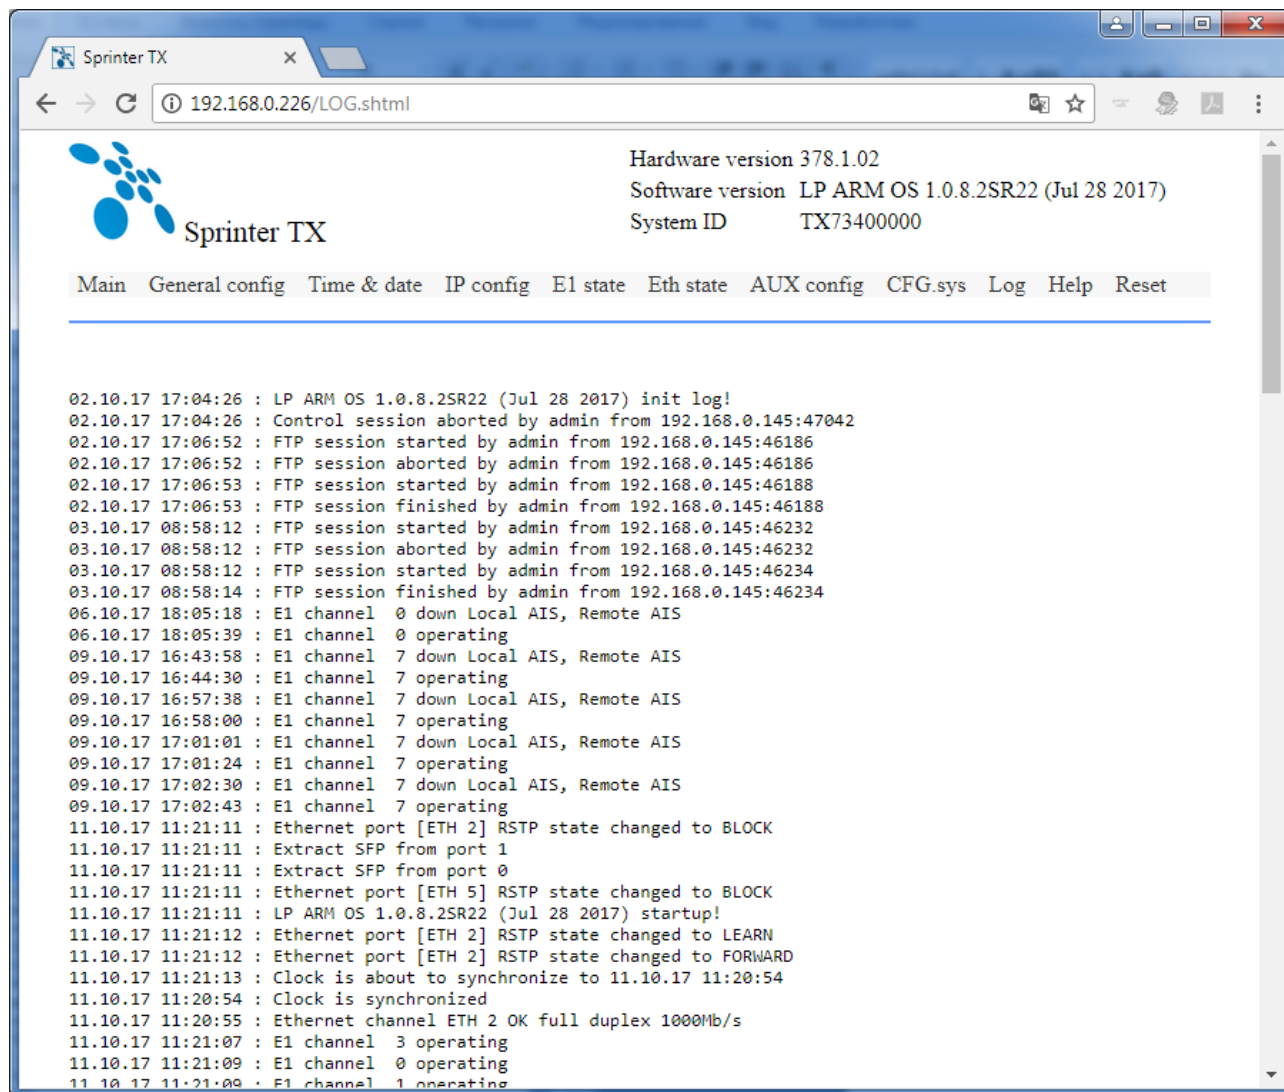 Sprinter TX
192.168.0.226/LOG.shtml
Hardware version 378.1.02
Software version LP ARM OS 1.0.8.2SR22 (Jul 28 2017)
System ID TX73400000
Sprinter TX
Main General config Time & date IP config E1 state Eth state AUX config CFG.sys Log Help Reset
02.10.17 17:04:26 : LP ARM OS 1.0.8.2SR22 (Jul 28 2017) init log!
02.10.17 17:04:26 : Control session aborted by admin from 192.168.0.145:47042
02.10.17 17:06:52 : FTP session started by admin from 192.168.0.145:46186
02.10.17 17:06:52 : FTP session aborted by admin from 192.168.0.145:46186
02.10.17 17:06:53 : FTP session started by admin from 192.168.0.145:46188
02.10.17 17:06:53 : FTP session finished by admin from 192.168.0.145:46188
03.10.17 08:58:12 : FTP session started by admin from 192.168.0.145:46232
03.10.17 08:58:12 : FTP session aborted by admin from 192.168.0.145:46232
03.10.17 08:58:12 : FTP session started by admin from 192.168.0.145:46234
03.10.17 08:58:14 : FTP session finished by admin from 192.168.0.145:46234
06.10.17 18:05:18 : E1 channel 0 down Local AIS, Remote AIS
06.10.17 18:05:39 : E1 channel 0 operating
09.10.17 16:43:58 : E1 channel 7 down Local AIS, Remote AIS
09.10.17 16:44:30 : E1 channel 7 operating
09.10.17 16:57:38 : E1 channel 7 down Local AIS, Remote AIS
09.10.17 16:58:00 : E1 channel 7 operating
09.10.17 17:01:01 : E1 channel 7 down Local AIS, Remote AIS
09.10.17 17:01:24 : E1 channel 7 operating
09.10.17 17:02:30 : E1 channel 7 down Local AIS, Remote AIS
09.10.17 17:02:43 : E1 channel 7 operating
11.10.17 11:21:11 : Ethernet port [ETH 2] RSTP state changed to BLOCK
11.10.17 11:21:11 : Extract SFP from port 1
11.10.17 11:21:11 : Extract SFP from port 0
11.10.17 11:21:11 : Ethernet port [ETH 5] RSTP state changed to BLOCK
11.10.17 11:21:11 : LP ARM OS 1.0.8.2SR22 (Jul 28 2017) startup!
11.10.17 11:21:12 : Ethernet port [ETH 2] RSTP state changed to LEARN
11.10.17 11:21:12 : Ethernet port [ETH 2] RSTP state changed to FORWARD
11.10.17 11:21:13 : Clock is about to synchronize to 11.10.17 11:20:54
11.10.17 11:20:54 : Clock is synchronized
11.10.17 11:20:55 : Ethernet channel ETH 2 OK full duplex 1000Mb/s
11.10.17 11:21:07 : E1 channel 3 operating
11.10.17 11:21:09 : E1 channel 0 operating
11.10.17 11:21:09 : E1 channel 1 operating